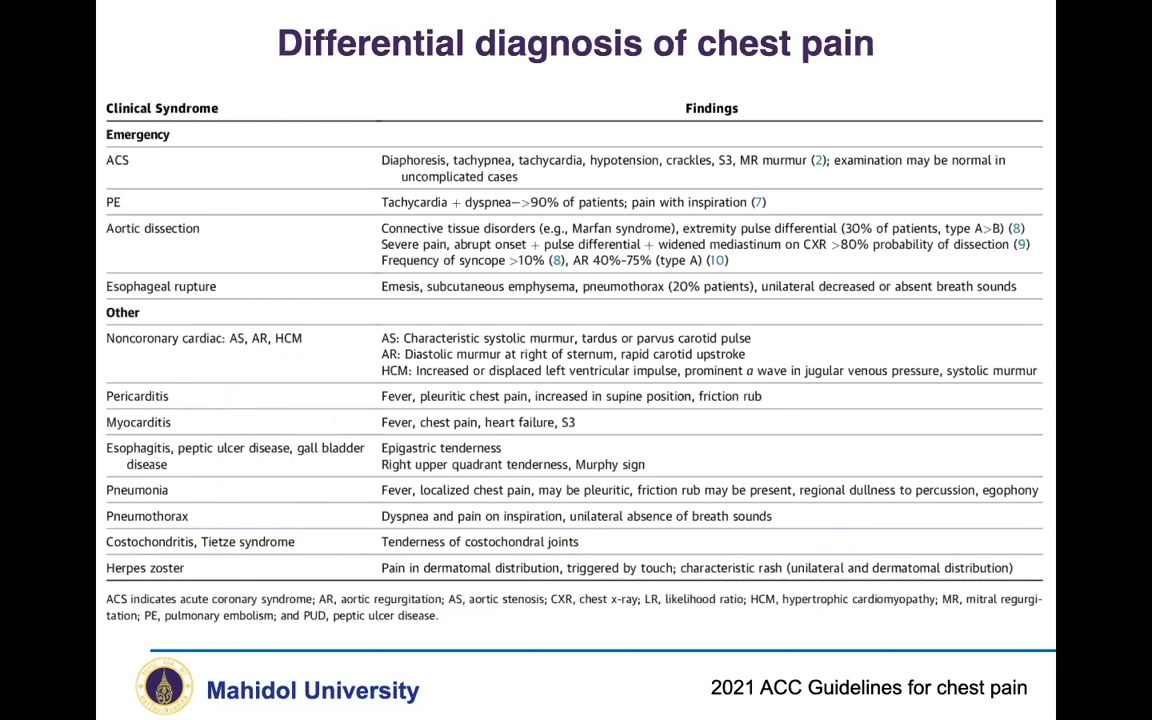 Differential diagnosis of chest pain
Clinical Syndrome Findings
Emergency
ACS Diaphoresis, tachypnea, tachycardia, hypotension, crackles, S3, MR murmur (2); examination may be normal in
uncomplicated cases
PE Tachycardia + dyspnea—>90% of patients; pain with inspiration (7)
Aortic dissection Connective tissue disorders (e.g., Marfan syndrome), extremity pulse differential (30% of patients, type A>B) (8)
Severe pain, abrupt onset + pulse differential + widened mediastinum on CXR >80% probability of dissection (9)
Frequency of syncope >10% (8), AR 40%-75% (type A) (10)
Esophageal rupture Emesis, subcutaneous emphysema, pneumothorax (20% patients), unilateral decreased or absent breath sounds
Other
Noncoronary cardiac: AS, AR, HCM AS: Characteristic systolic murmur, tardus or parvus carotid pulse
AR: Diastolic murmur at right of sternum, rapid carotid upstroke
HCM: Increased or displaced left ventricular impulse, prominent a wave in jugular venous pressure, systolic murmur
Pericarditis Fever, pleuritic chest pain, increased in supine position, friction rub
Myocarditis Fever, chest pain, heart failure, S3
Esophagitis, peptic ulcer disease, gall bladder Epigastric tenderness
disease Right upper quadrant tenderness, Murphy sign
Pneumonia Fever, localized chest pain, may be pleuritic, friction rub may be present, regional dullness to percussion, egophony
Pneumothorax Dyspnea and pain on inspiration, unilateral absence of breath sounds
Costochondritis, Tietze syndrome Tenderness of costochondral joints
Herpes zoster Pain in dermatomal distribution, triggered by touch; characteristic rash (unilateral and dermatomal distribution)
ACS indicates acute coronary syndrome; AR, aortic regurgitation; AS, aortic stenosis; CXR, chest x-ray; LR, likelihood ratio; HCM, hypertrophic cardiomyopathy; MR, mitral regurgi-
tation; PE, pulmonary embolism; and PUD, peptic ulcer disease.
Mahidol University 2021 ACC Guidelines for chest pain